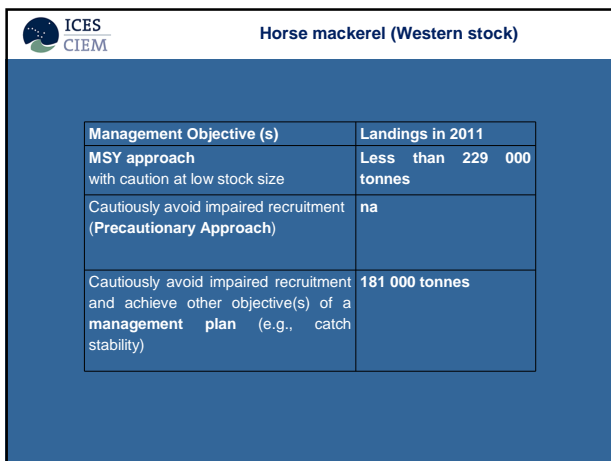 ICES
CIEM
Horse mackerel (Western stock)
Management Objective (s) Landings in 2011
MSY approach Less than 229 000
with caution at low stock size tonnes
Cautiously avoid impaired recruitment na
(Precautionary Approach)
Cautiously avoid impaired recruitment 181 000 tonnes
and achieve other objective(s) of a
management plan (e.g., catch
stability)